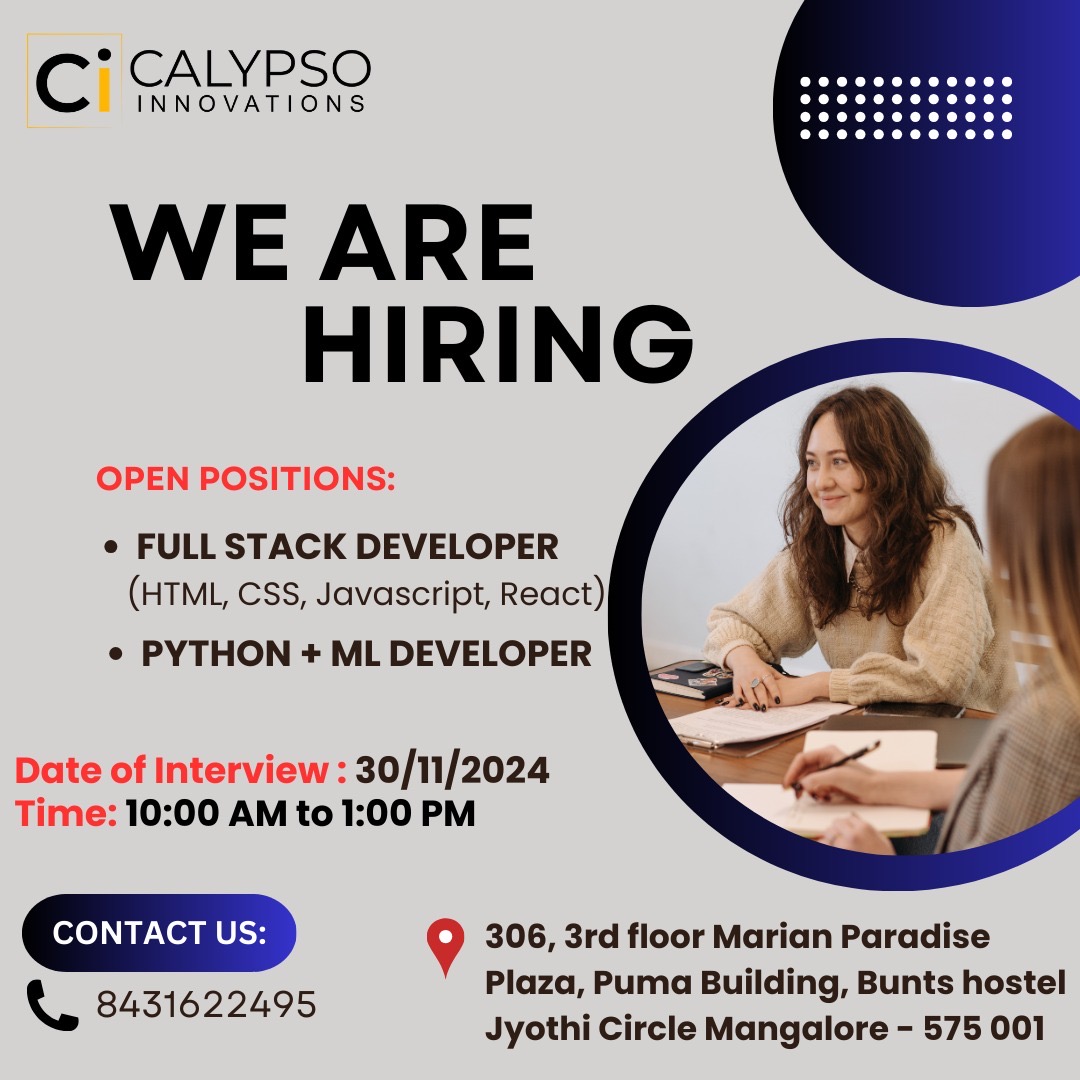 Ci CALYPSO
INNOVATIONS
WE ARE
HIRING
OPEN POSITIONS:
• FULL STACK DEVELOPER
(HTML, CSS, Javascript, React)
• PYTHON + ML DEVELOPER
Date of Interview : 30/11/2024
Time: 10:00 AM to 1:00 PM
CONTACT US:
8431622495
306, 3rd floor Marian Paradise
Plaza, Puma Building, Bunts hostel
Jyothi Circle Mangalore - 575 001